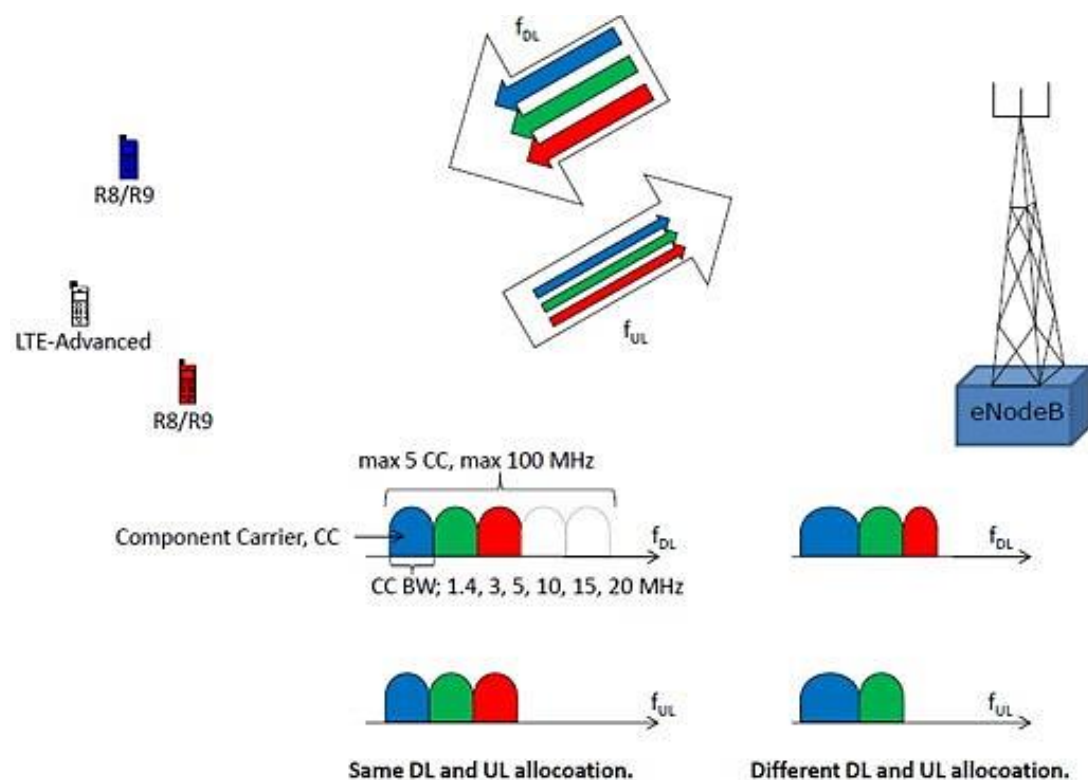 f_DL
R8/R9
LTE-Advanced
f_UL
R8/R9
eNodeB
max 5 CC, max 100 MHz
Component Carrier, CC
f_DL
f_DL
CC BW; 1.4, 3, 5, 10, 15, 20 MHz
f_UL
f_UL
Same DL and UL allocoation.
Different DL and UL allocation.